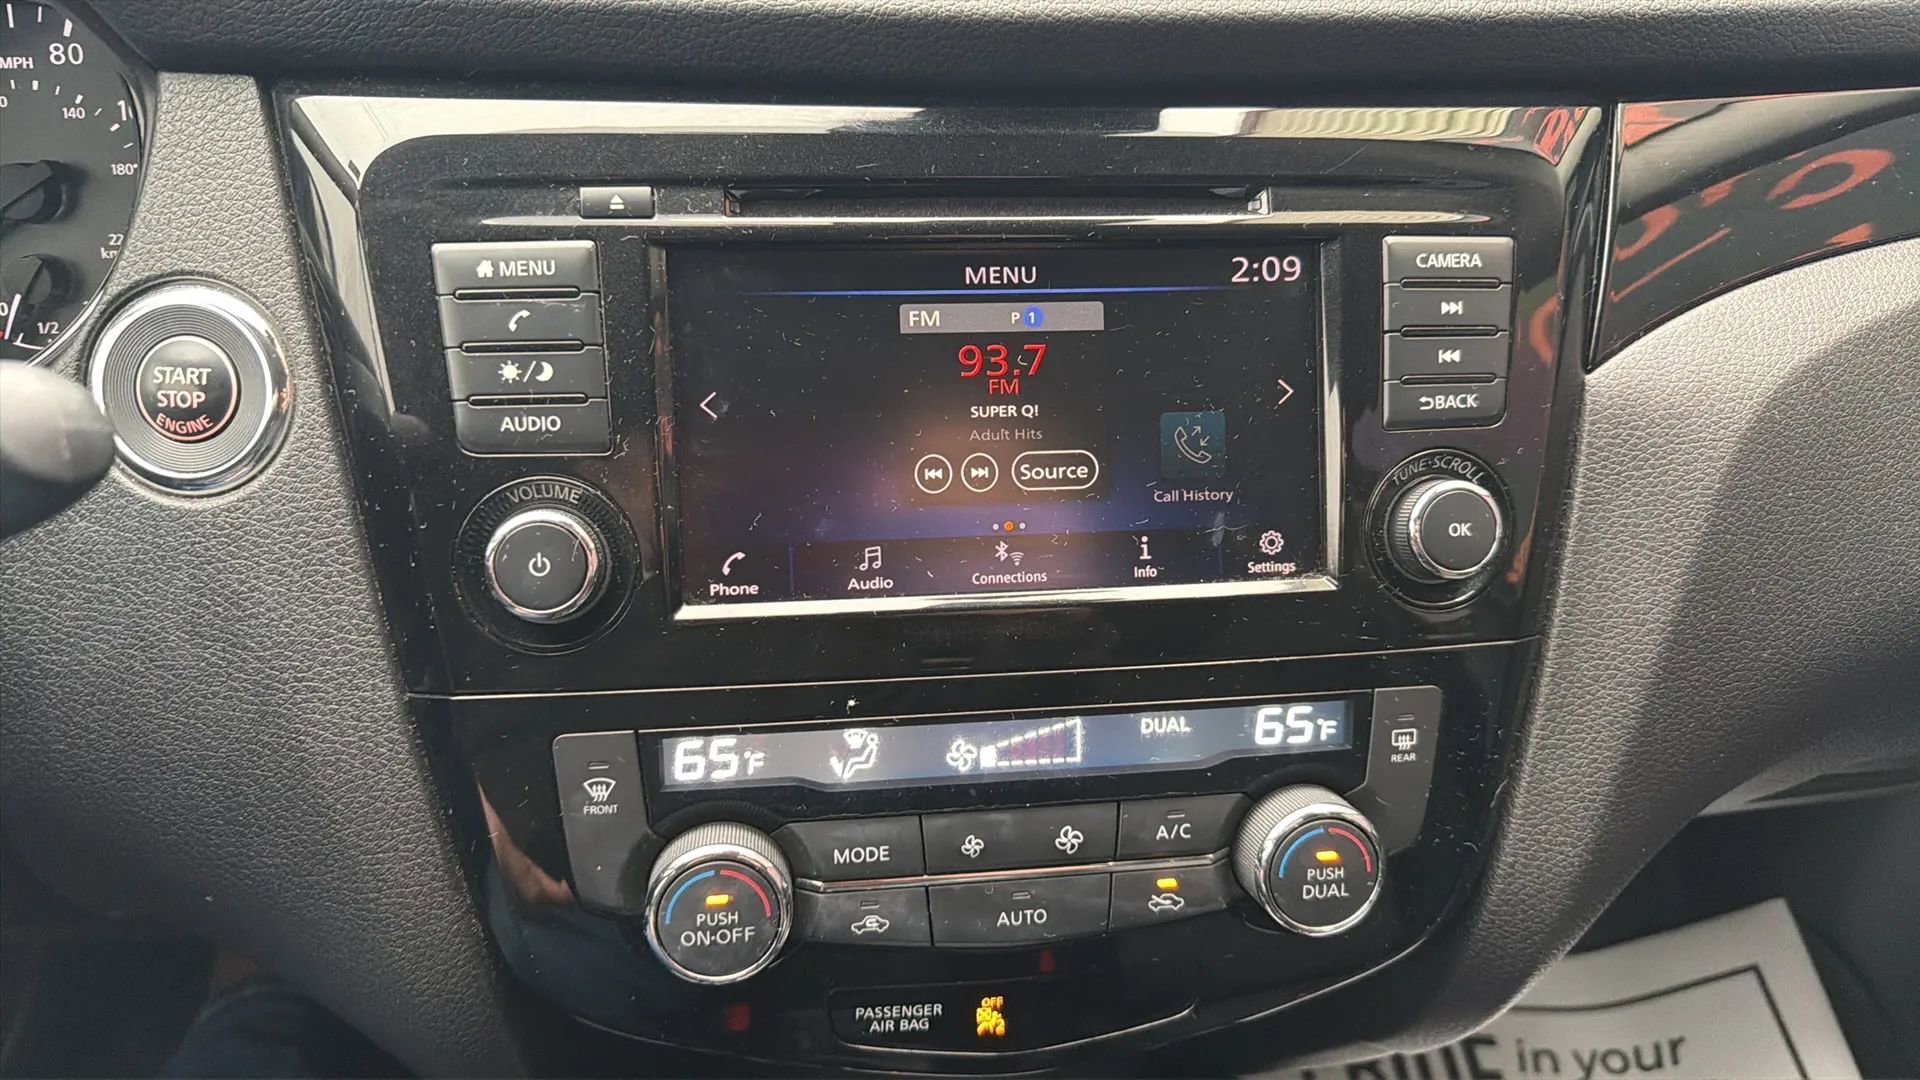 MPH 80
140
180
22
km
1/2
START
STOP
ENGINE
MENU
AUDIO
VOLUME
MENU
2:09
FM P 1
93.7
FM
SUPER Q!
Adult Hits
Source
Call History
Phone
Audio
Connections
Info
Settings
CAMERA
BACK
TUNE·SCROLL
OK
65°F
DUAL
65°F
FRONT
REAR
MODE
A/C
PUSH
ON·OFF
AUTO
PUSH
DUAL
PASSENGER
AIR BAG
OFF
in your